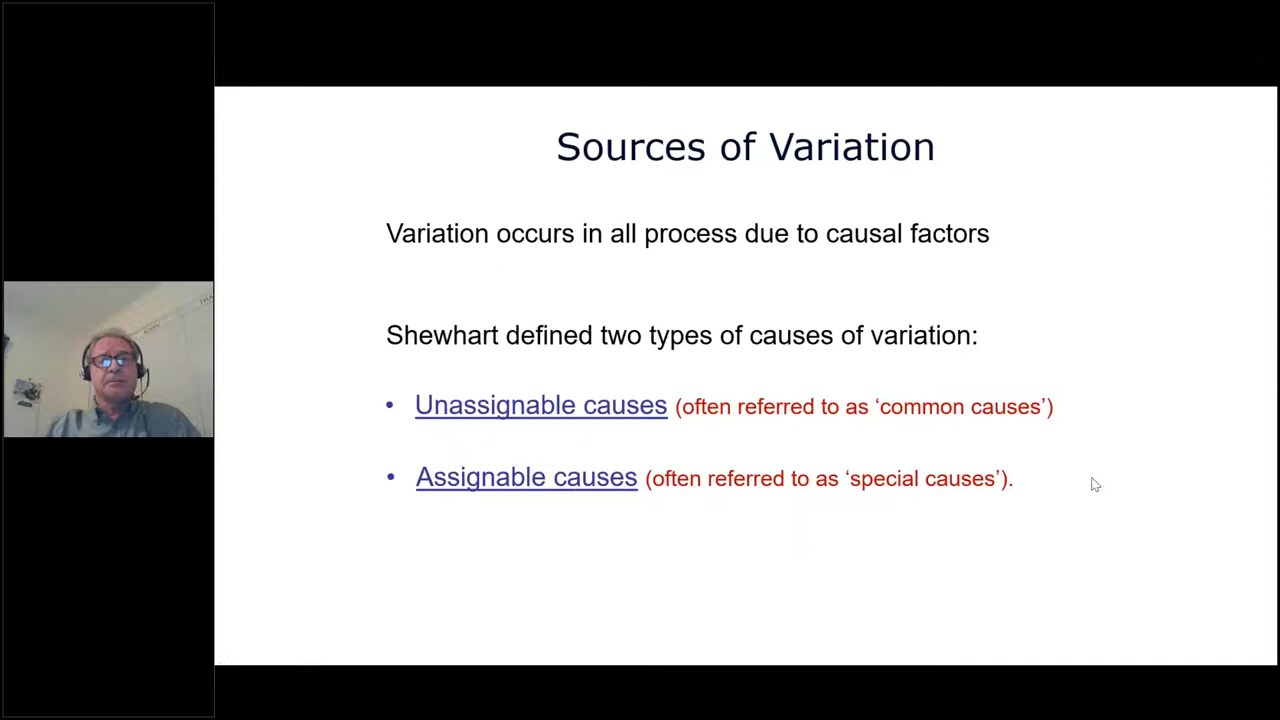 Sources of Variation
Variation occurs in all process due to causal factors
Shewhart defined two types of causes of variation:
• Unassignable causes (often referred to as ‘common causes’)
• Assignable causes (often referred to as ‘special causes’).